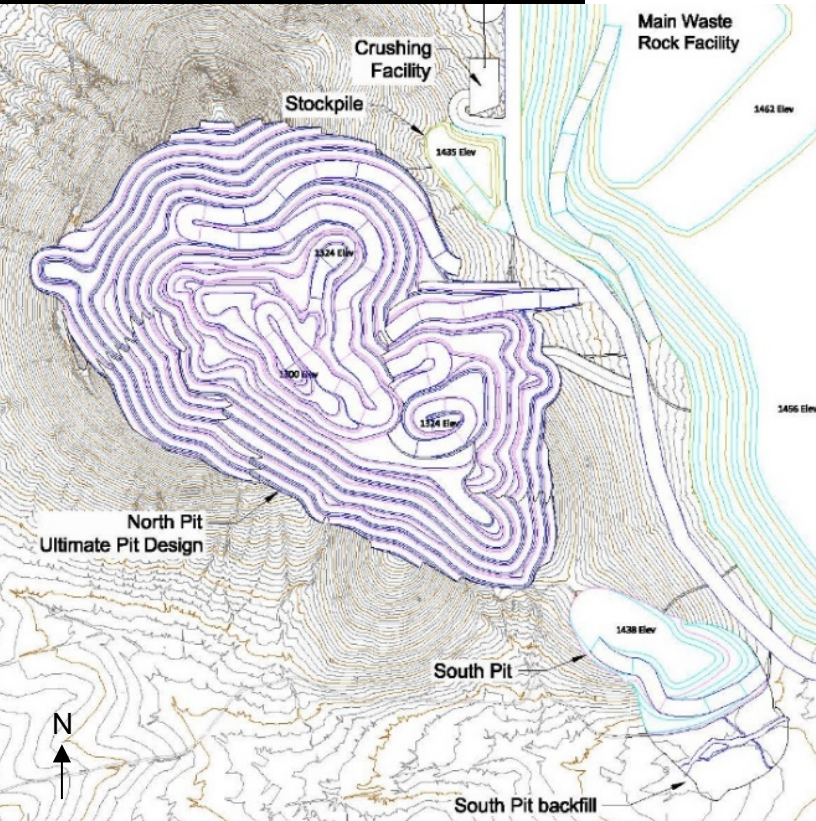 Main Waste
Rock Facility
Crushing
Facility
Stockpile
1462 Elev
1435 Elev
1324 Elev
1300 Elev
1456 Elev
1324 Elev
North Pit
Ultimate Pit Design
1438 Elev
South Pit
N
South Pit backfill